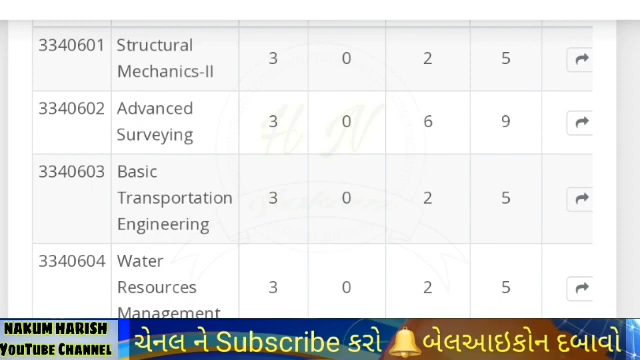 3340601 Structural Mechanics-II 3 0 2 5
3340602 Advanced Surveying 3 0 6 9
3340603 Basic Transportation Engineering 3 0 2 5
3340604 Water Resources Management 3 0 2 5
NAKUM HARISH
YOUTUBE CHANNEL
ચેનલ ને Subscribe કરો 🔔 બેલઆઇકોન દબાવો